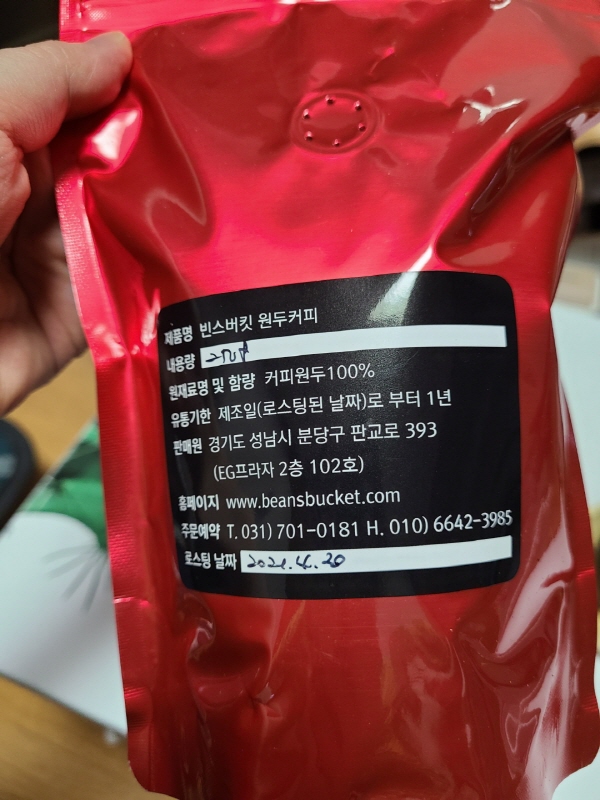 제품명 빈스버킷 원두커피
내용량
원재료명 및 함량 커피원두100%
유통기한 제조일(로스팅된 날짜)로 부터 1년
판매원 경기도 성남시 분당구 판교로 393
(EG프라자 2층 102호)
홈페이지 www.beansbucket.com
주문예약 T. 031) 701-0181 H. 010) 6642-3985
로스팅 날짜 2021.4.20